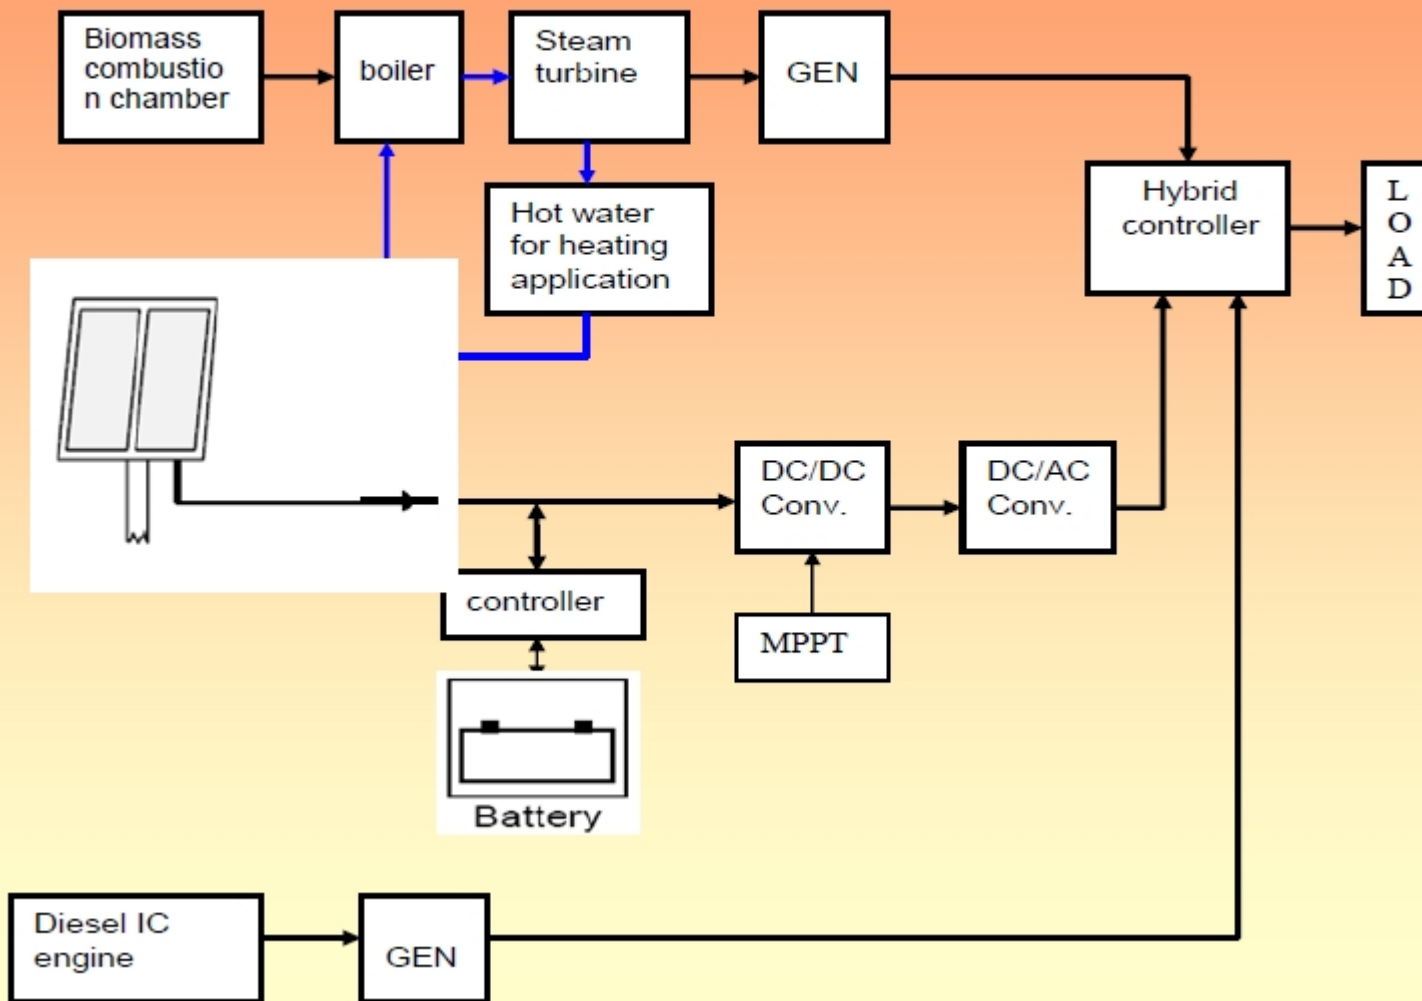 Biomass
combustio
n chamber
boiler
Steam
turbine
GEN
Hot water
for heating
application
Hybrid
controller
L
O
A
D
DC/DC
Conv.
DC/AC
Conv.
controller
MPPT
Battery
Diesel IC
engine
GEN